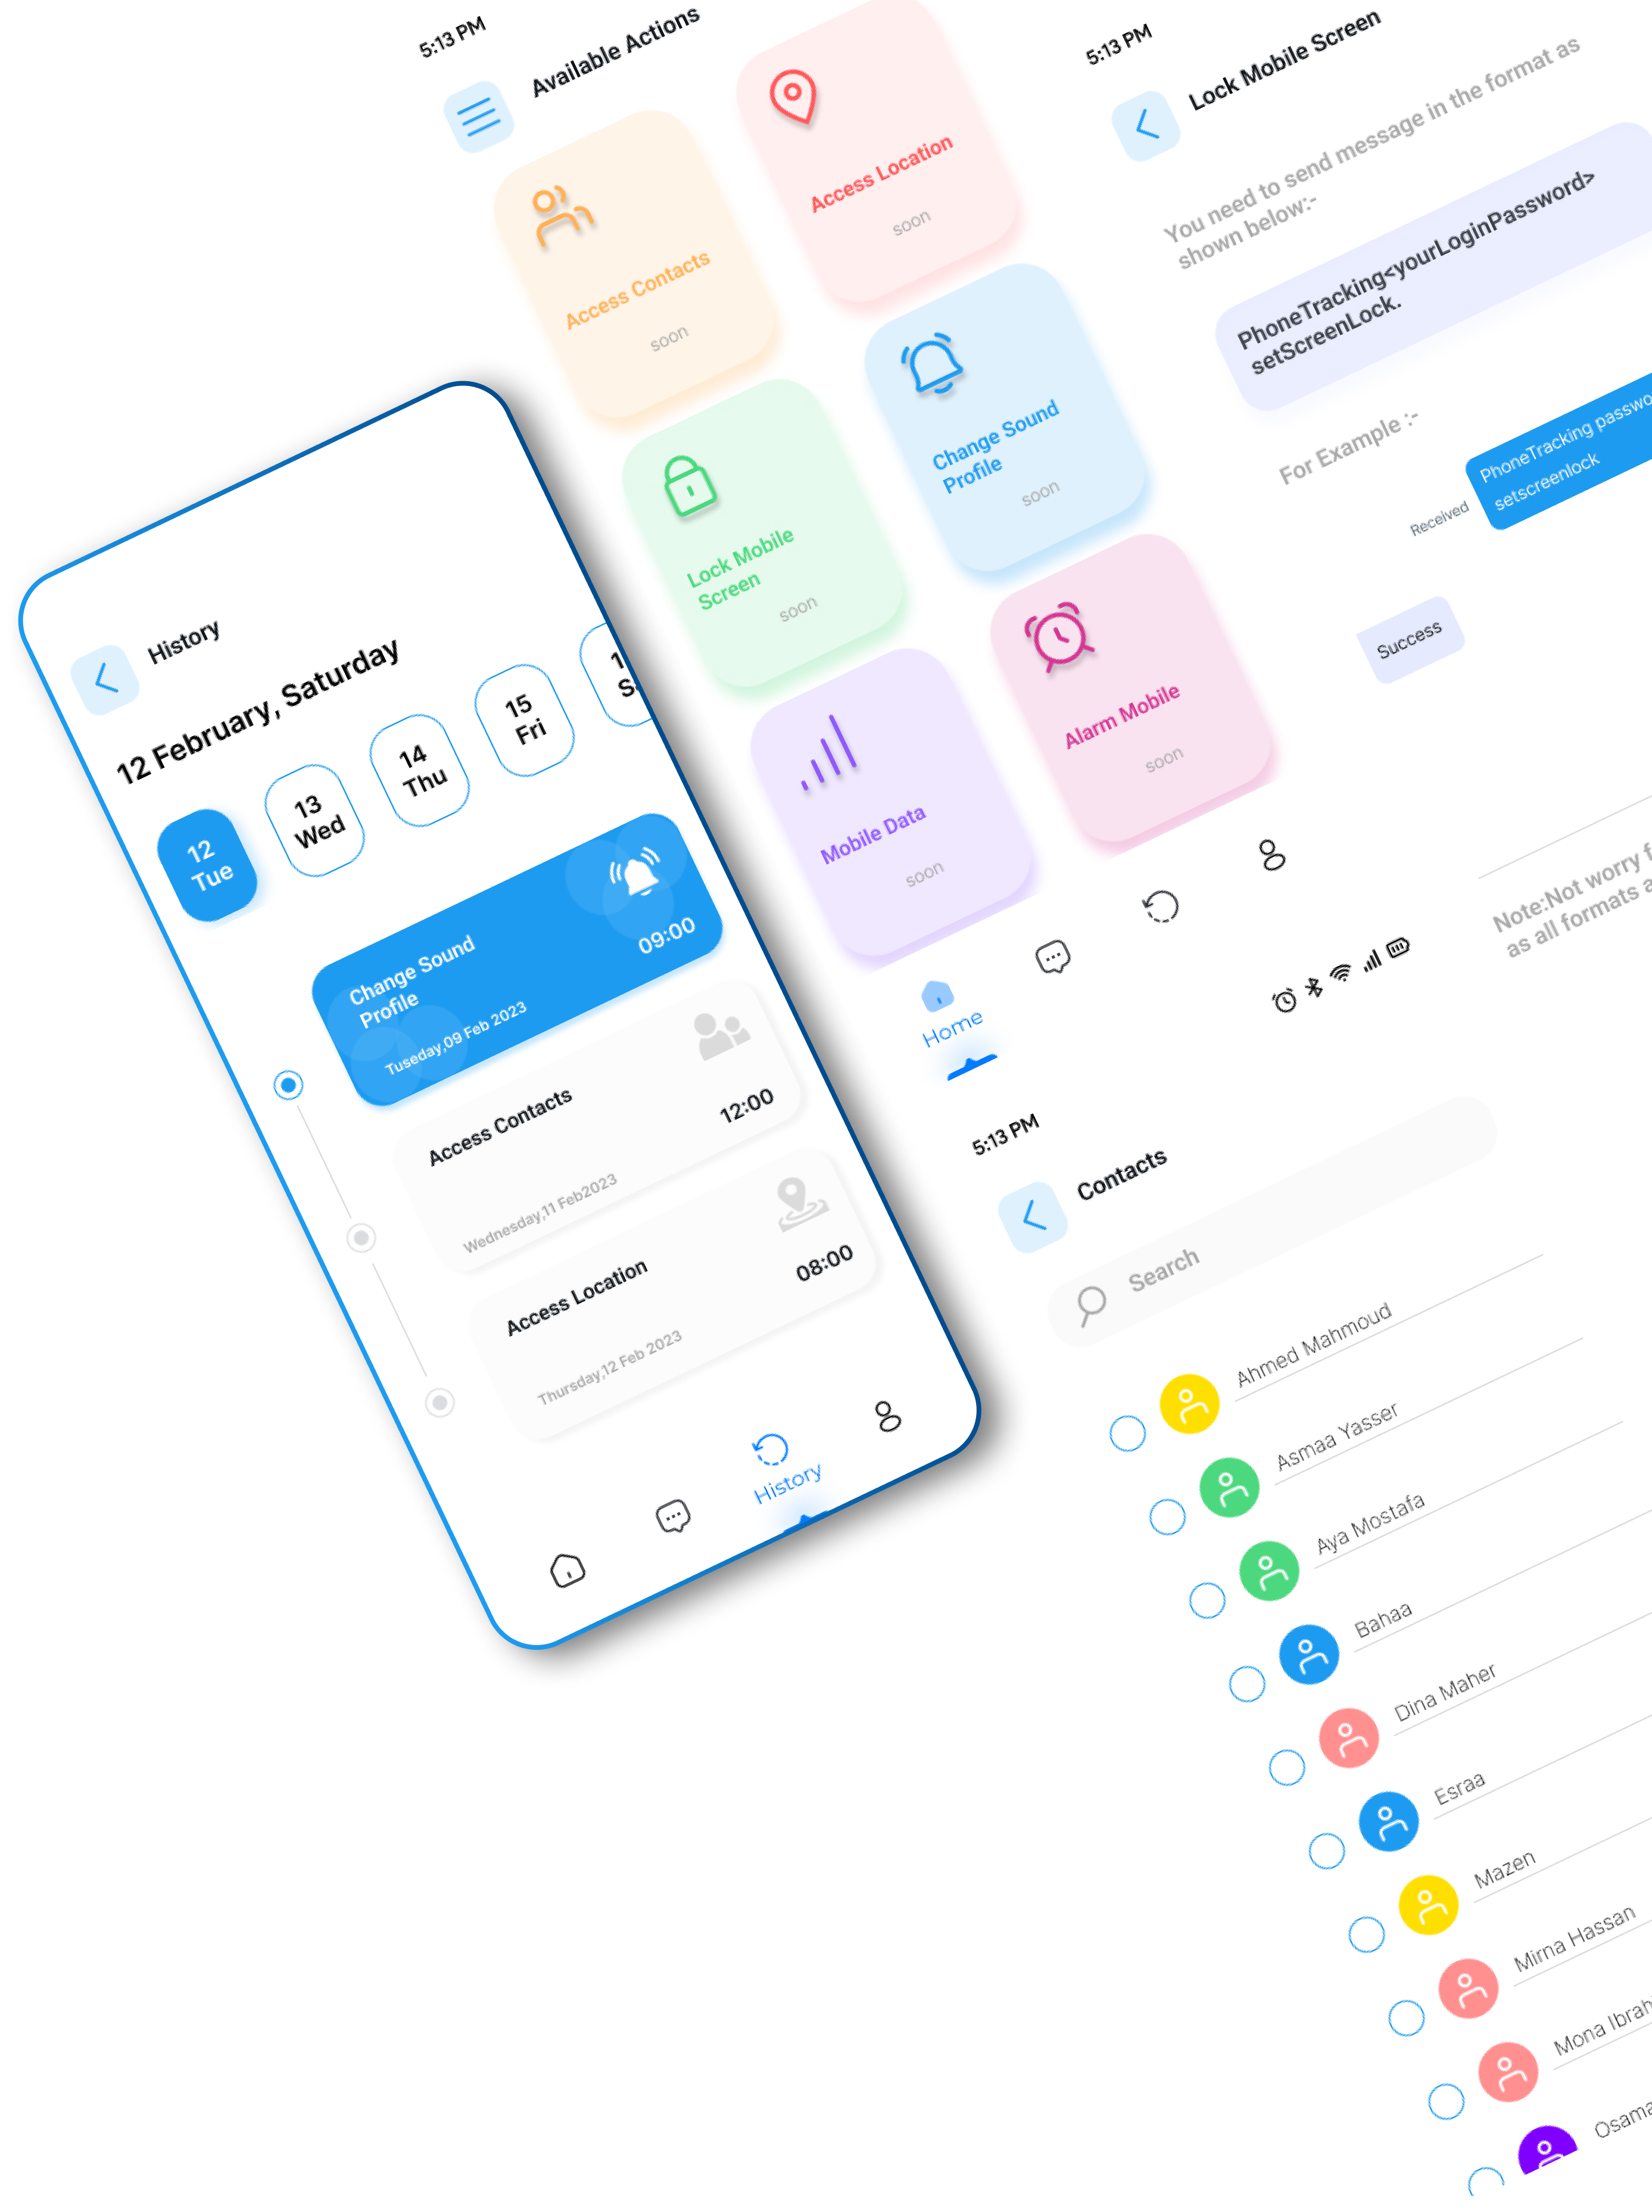 5:13 PM
Available Actions
Access Contacts
soon
Access Location
soon
Lock Mobile
Screen
soon
Change Sound
Profile
soon
Mobile Data
soon
Alarm Mobile
soon
Home
5:13 PM
Lock Mobile Screen
You need to send message in the format as
shown below:-
PhoneTracking<yourLoginPassword>
setScreenLock.
For Example :-
Received
PhoneTracking
setscreenlock
Success
Note:Not worry
as all formats
History
12 February, Saturday
12
Tue
13
Wed
14
Thu
15
Fri
Change Sound
Profile
09:00
Tuseday,09 Feb 2023
Access Contacts
12:00
Wednesday,11 Feb2023
Access Location
08:00
Thursday,12 Feb 2023
History
5:13 PM
Contacts
Search
Ahmed Mahmoud
Asmaa Yasser
Aya Mostafa
Bahaa
Dina Maher
Esraa
Mazen
Mirna Hassan
Mona
Osama